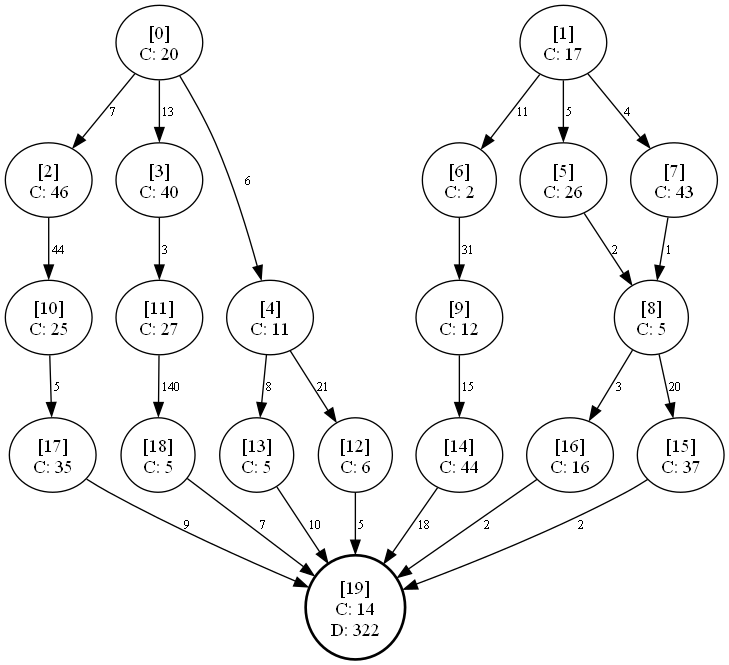 [0]
C: 20
[1]
C: 17
7
13
6
11
5
4
[2]
C: 46
[3]
C: 40
[6]
C: 2
[5]
C: 26
[7]
C: 43
44
3
31
2
1
[10]
C: 25
[11]
C: 27
[4]
C: 11
[9]
C: 12
[8]
C: 5
5
140
8
21
15
3
20
[17]
C: 35
[18]
C: 5
[13]
C: 5
[12]
C: 6
[14]
C: 44
[16]
C: 16
[15]
C: 37
9
7
10
5
18
2
2
[19]
C: 14
D: 322